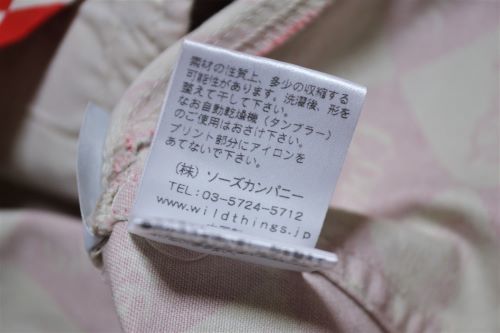 素材の性質上、多少の収縮する
可能性があります。洗濯後、形を
整えて干して下さい。
なお自動乾燥機（タンブラー）
のご使用はおさけ下さい。
プリント部分にアイロンを
あてないで下さい。
（株）ソーズカンパニー
TEL：03-5724-5712
www.wildthings.jp